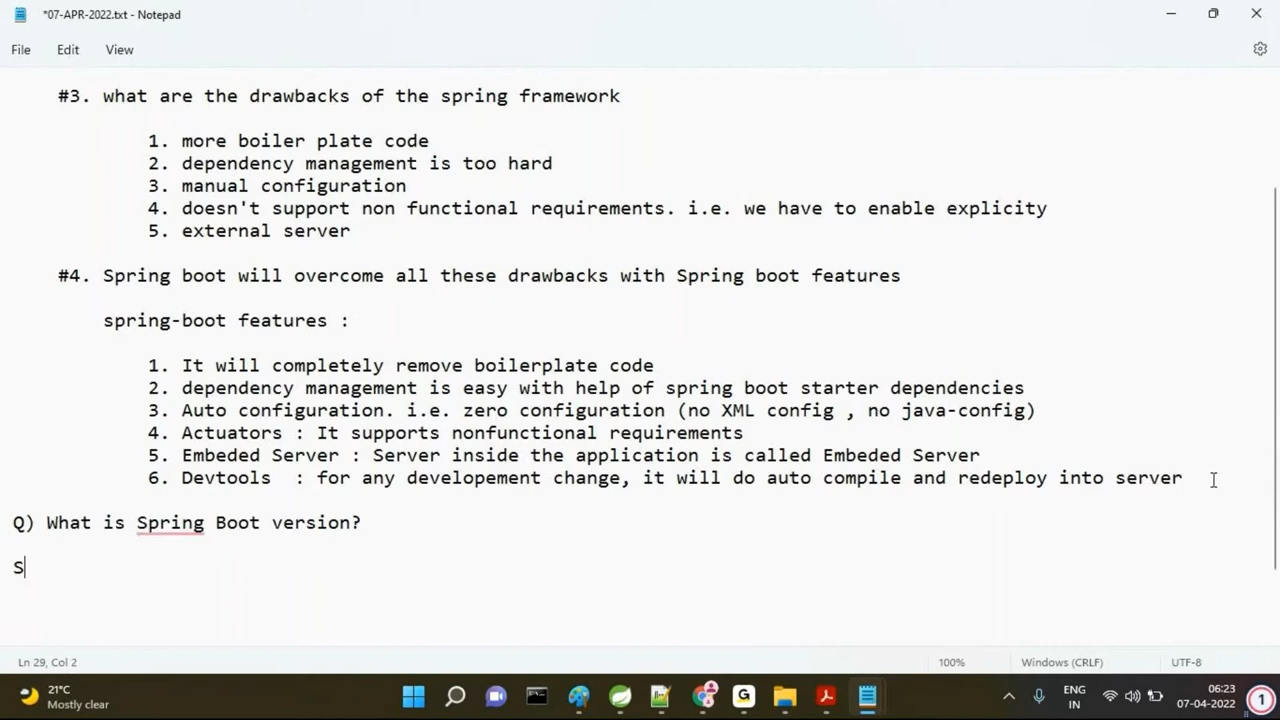 *07-APR-2022.txt - Notepad
File Edit View
#3. what are the drawbacks of the spring framework
1. more boiler plate code
2. dependency management is too hard
3. manual configuration
4. doesn't support non functional requirements. i.e. we have to enable explicity
5. external server
#4. Spring boot will overcome all these drawbacks with Spring boot features
spring-boot features :
1. It will completely remove boilerplate code
2. dependency management is easy with help of spring boot starter dependencies
3. Auto configuration. i.e. zero configuration (no XML config , no java-config)
4. Actuators : It supports nonfunctional requirements
5. Embeded Server : Server inside the application is called Embeded Server
6. Devtools : for any developement change, it will do auto compile and redeploy into server
Q) What is Spring Boot version?
S
Ln 29, Col 2 100% Windows (CRLF) UTF-8
21°C
Mostly clear
ENG
IN
06:23
07-04-2022
1